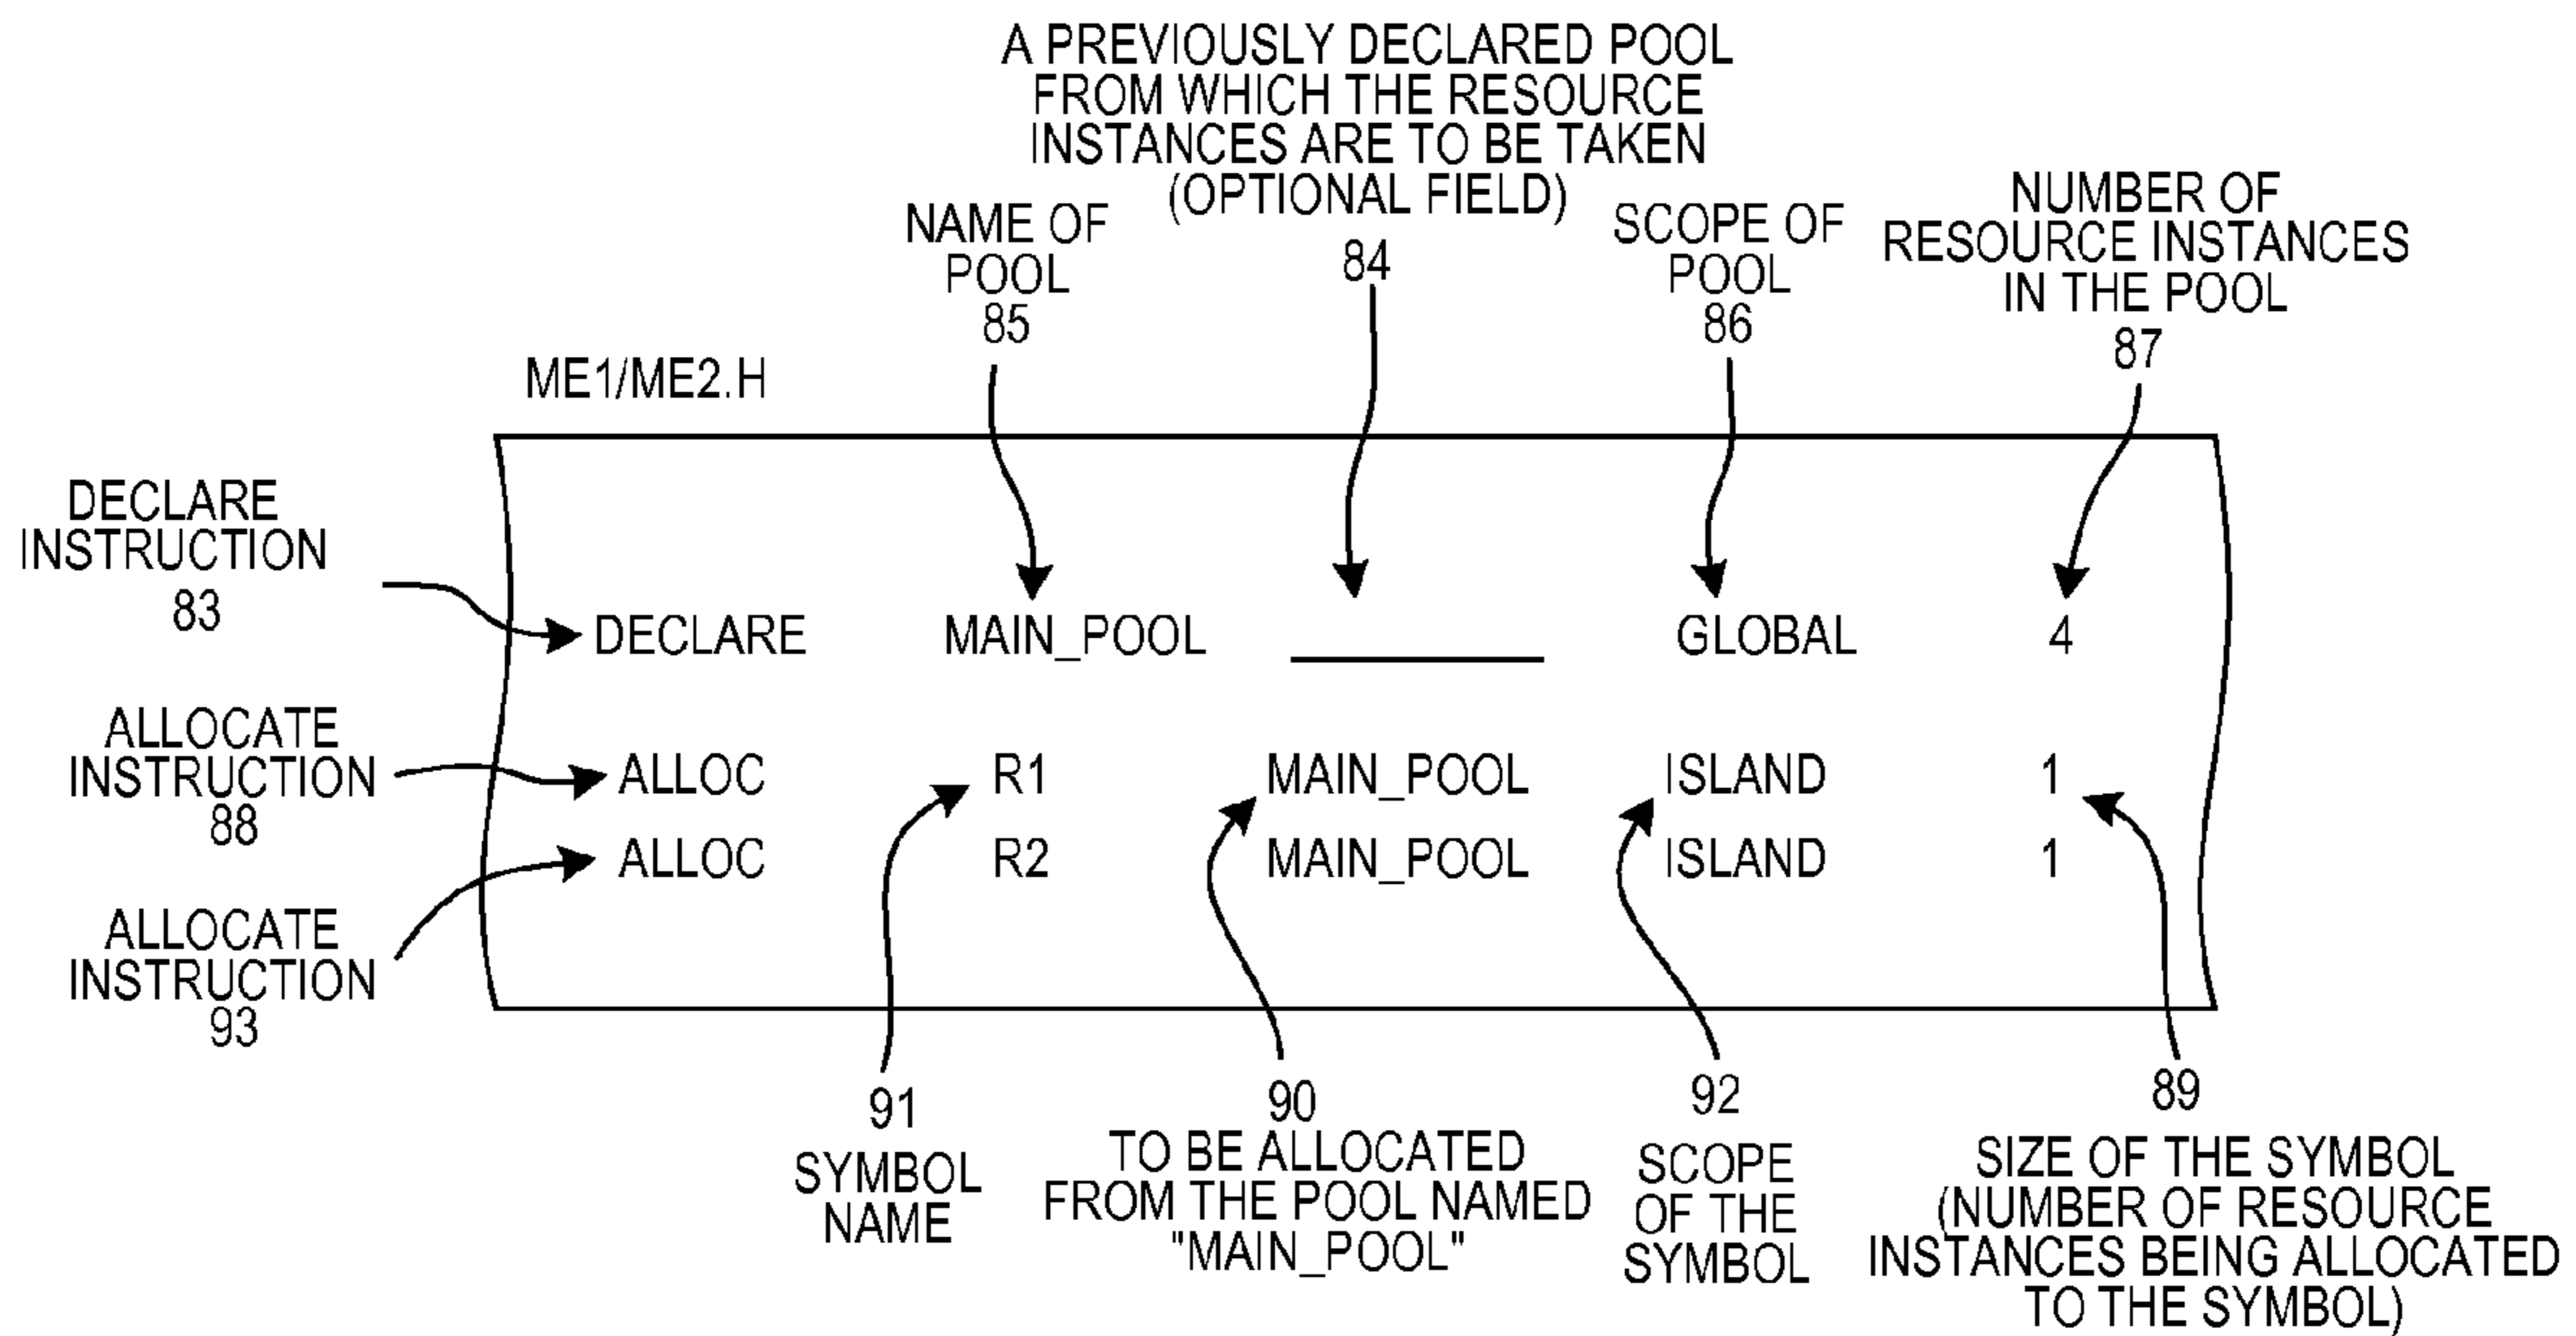 A PREVIOUSLY DECLARED POOL
FROM WHICH THE RESOURCE
INSTANCES ARE TO BE TAKEN
(OPTIONAL FIELD)
84
NAME OF
POOL
85
SCOPE OF
POOL
86
NUMBER OF
RESOURCE INSTANCES
IN THE POOL
87
ME1/ME2.H
DECLARE
INSTRUCTION
83
DECLARE MAIN_POOL ________ GLOBAL 4
ALLOCATE
INSTRUCTION
88
ALLOC R1 MAIN_POOL ISLAND 1
ALLOC R2 MAIN_POOL ISLAND 1
ALLOCATE
INSTRUCTION
93
91
SYMBOL
NAME
90
TO BE ALLOCATED
FROM THE POOL NAMED
"MAIN_POOL"
92
SCOPE
OF THE
SYMBOL
89
SIZE OF THE SYMBOL
(NUMBER OF RESOURCE
INSTANCES BEING ALLOCATED
TO THE SYMBOL)